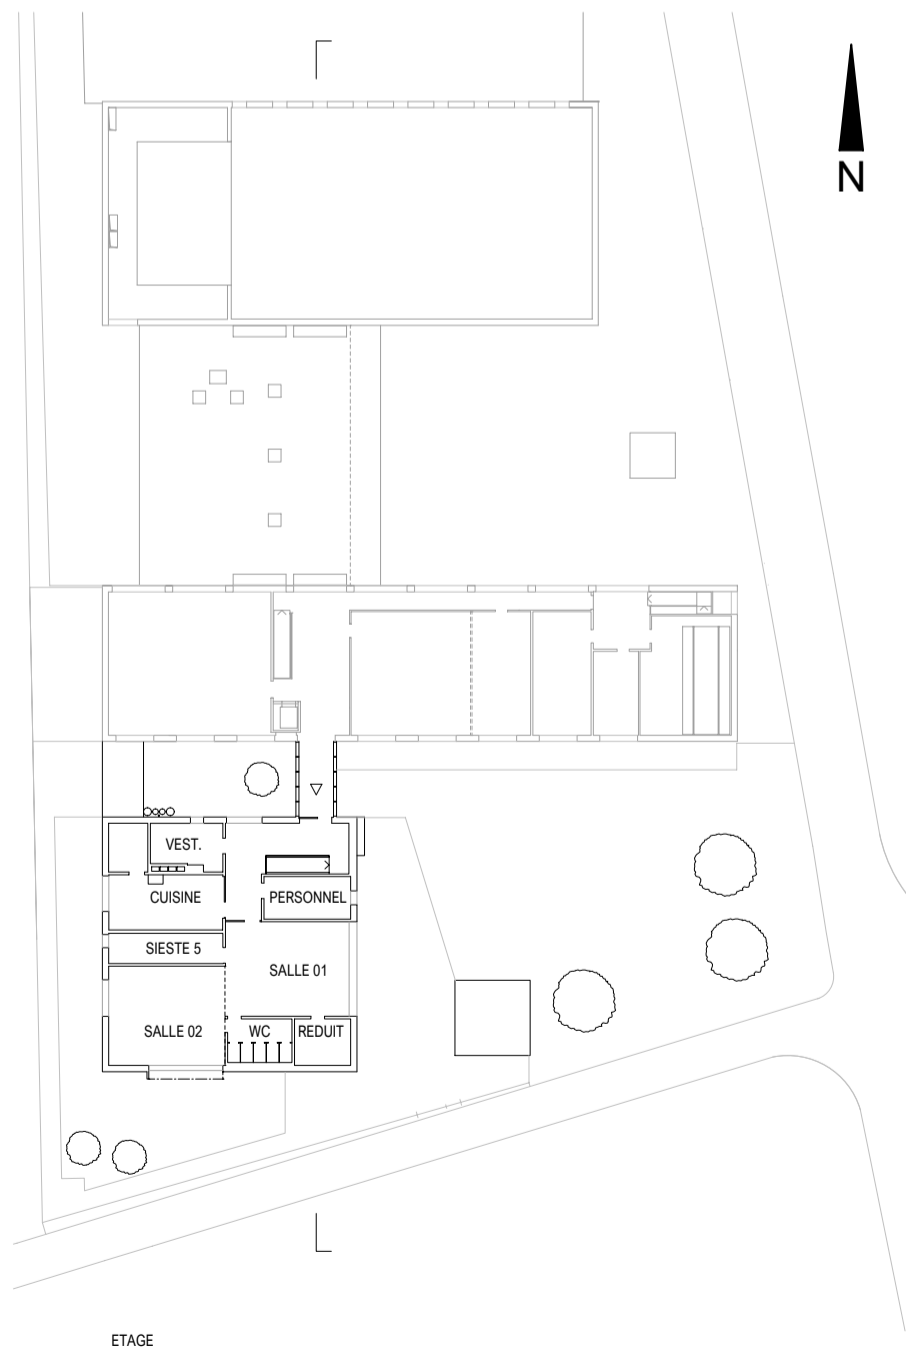 N
VEST.
CUISINE
PERSONNEL
SIESTE 5
SALLE 01
SALLE 02
WC
REDUIT
ETAGE